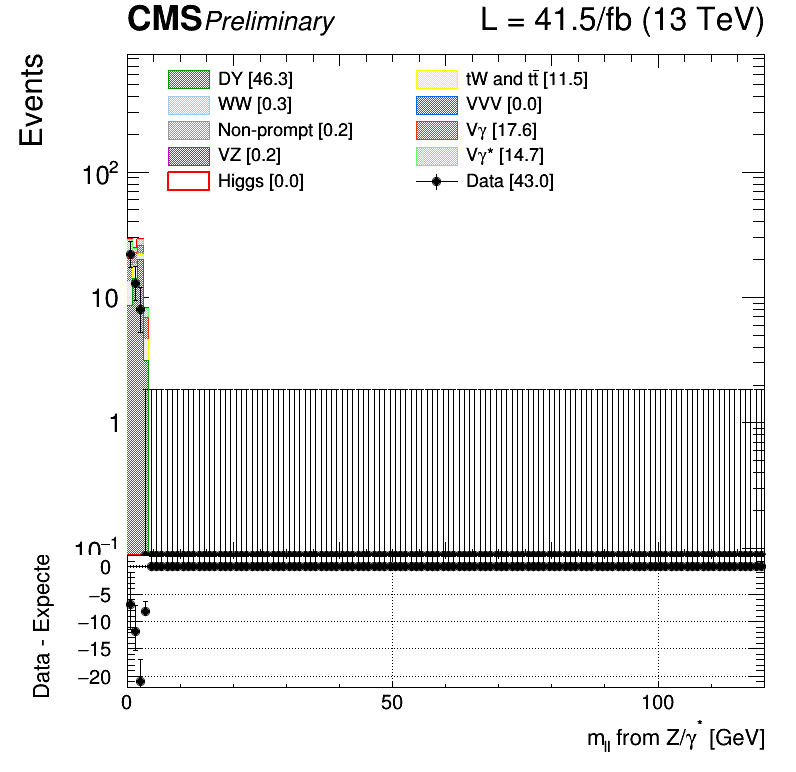 CMS Preliminary L = 41.5/fb (13 TeV)
Events
DY [46.3]
WW [0.3]
Non-prompt [0.2]
VZ [0.2]
Higgs [0.0]
tW and tt̄ [11.5]
VVV [0.0]
Vγ [17.6]
Vγ* [14.7]
Data [43.0]
10²
10
1
10⁻¹
Data - Expecte
0
−5
−10
−15
−20
0 50 100
m_ll from Z/γ* [GeV]